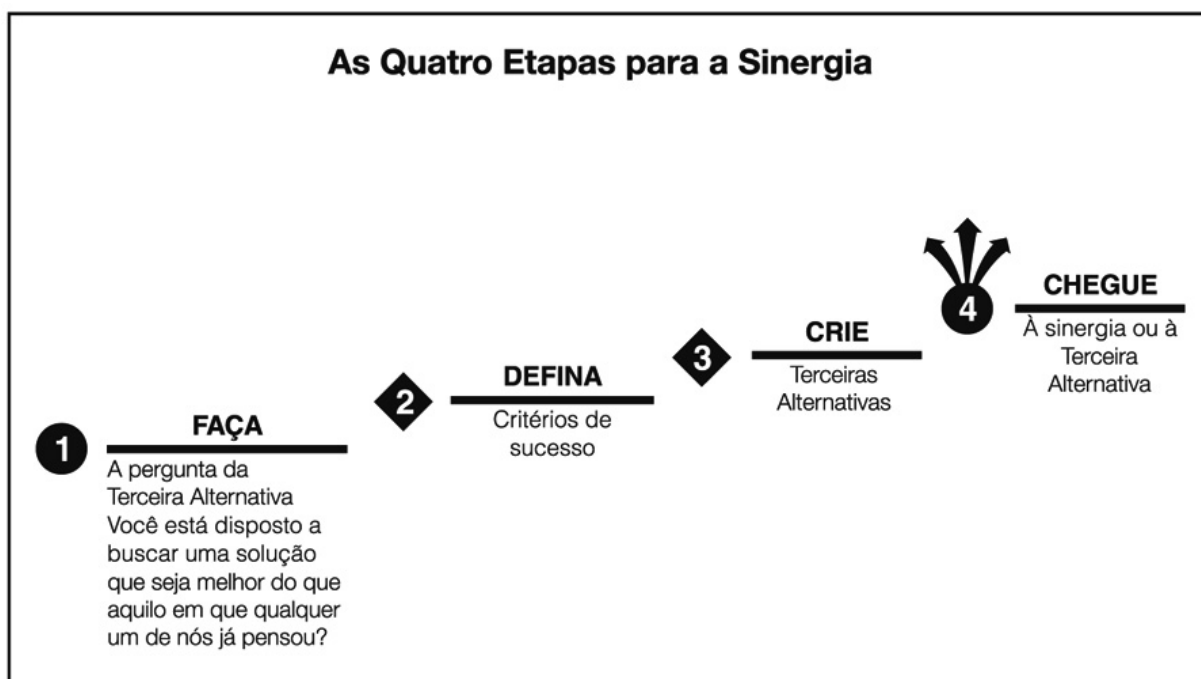 As Quatro Etapas para a Sinergia
1
FAÇA
A pergunta da
Terceira Alternativa
Você está disposto a
buscar uma solução
que seja melhor do que
aquilo em que qualquer
um de nós já pensou?
2
DEFINA
Critérios de
sucesso
3
CRIE
Terceiras
Alternativas
4
CHEGUE
À sinergia ou à
Terceira
Alternativa